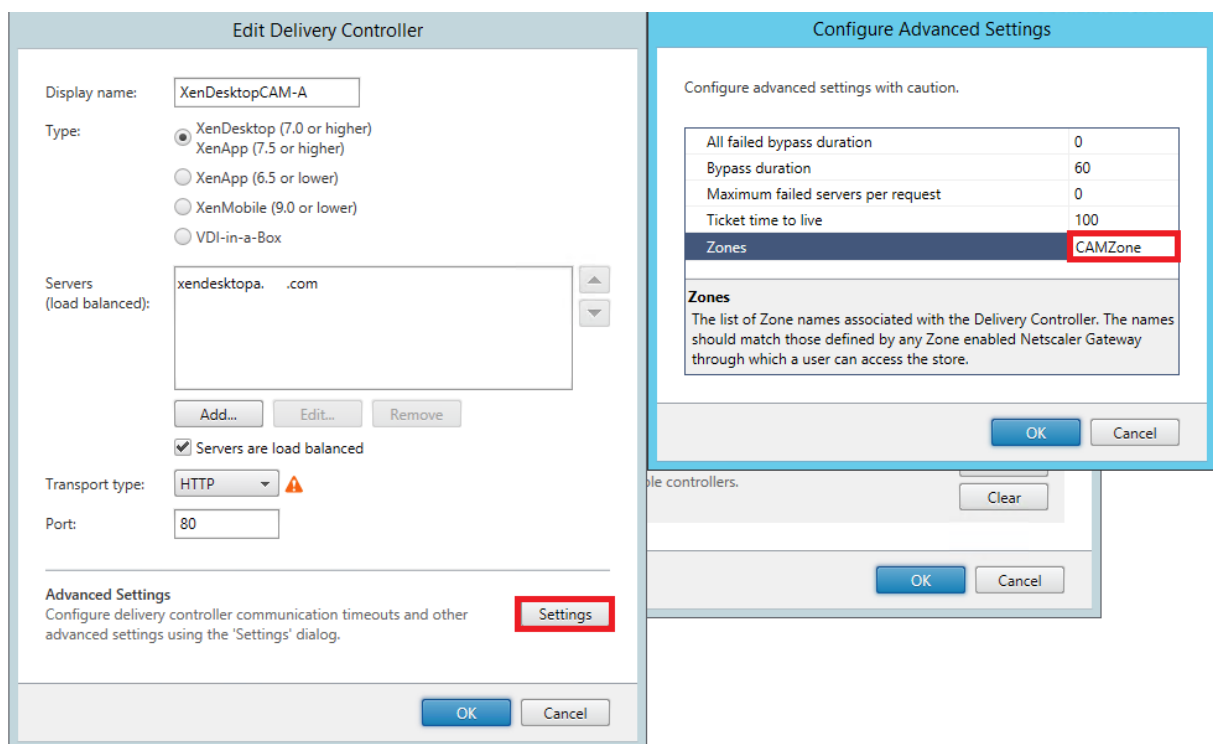 Edit Delivery Controller
Display name: XenDesktopCAM-A
Type: XenDesktop (7.0 or higher)
XenApp (7.5 or higher)
XenApp (6.5 or lower)
XenMobile (9.0 or lower)
VDI-in-a-Box
Servers
(load balanced):
xendesktopa. .com
Add... Edit... Remove
Servers are load balanced
Transport type: HTTP
Port: 80
Advanced Settings
Configure delivery controller communication timeouts and other
advanced settings using the 'Settings' dialog.
Settings
OK Cancel
Configure Advanced Settings
Configure advanced settings with caution.
All failed bypass duration 0
Bypass duration 60
Maximum failed servers per request 0
Ticket time to live 100
Zones CAMZone
Zones
The list of Zone names associated with the Delivery Controller. The names
should match those defined by any Zone enabled Netscaler Gateway
through which a user can access the store.
OK Cancel
controllers.
Clear
OK Cancel